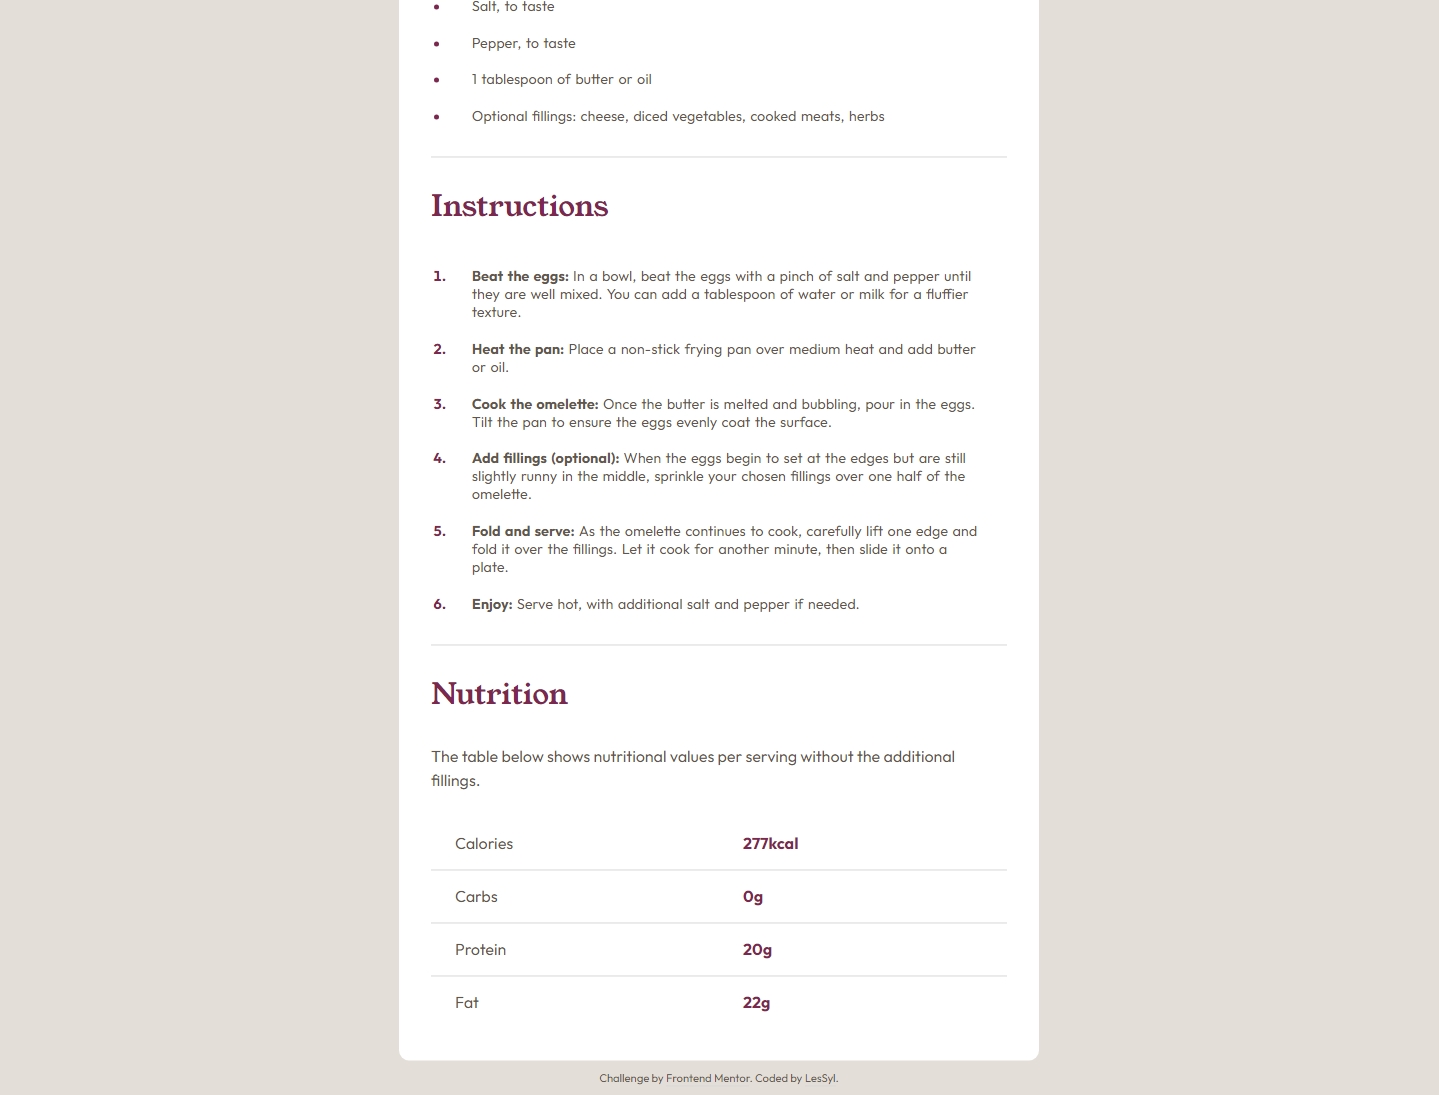 Salt, to taste
Pepper, to taste
1 tablespoon of butter or oil
Optional fillings: cheese, diced vegetables, cooked meats, herbs
Instructions
1. Beat the eggs: In a bowl, beat the eggs with a pinch of salt and pepper until
they are well mixed. You can add a tablespoon of water or milk for a fluffier
texture.
2. Heat the pan: Place a non-stick frying pan over medium heat and add butter
or oil.
3. Cook the omelette: Once the butter is melted and bubbling, pour in the eggs.
Tilt the pan to ensure the eggs evenly coat the surface.
4. Add fillings (optional): When the eggs begin to set at the edges but are still
slightly runny in the middle, sprinkle your chosen fillings over one half of the
omelette.
5. Fold and serve: As the omelette continues to cook, carefully lift one edge and
fold it over the fillings. Let it cook for another minute, then slide it onto a
plate.
6. Enjoy: Serve hot, with additional salt and pepper if needed.
Nutrition
The table below shows nutritional values per serving without the additional
fillings.
Calories 277kcal
Carbs 0g
Protein 20g
Fat 22g
Challenge by Frontend Mentor. Coded by LesSyl.